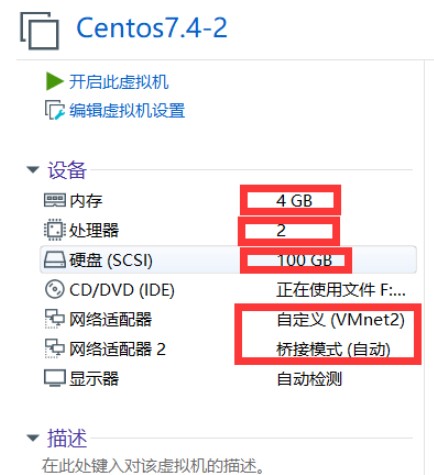 Centos7.4-2
开启此虚拟机
编辑虚拟机设置
设备
内存 4 GB
处理器 2
硬盘 (SCSI) 100 GB
CD/DVD (IDE) 正在使用文件 F:...
网络适配器 自定义 (VMnet2)
网络适配器 2 桥接模式 (自动)
显示器 自动检测
描述
在此处键入对该虚拟机的描述。